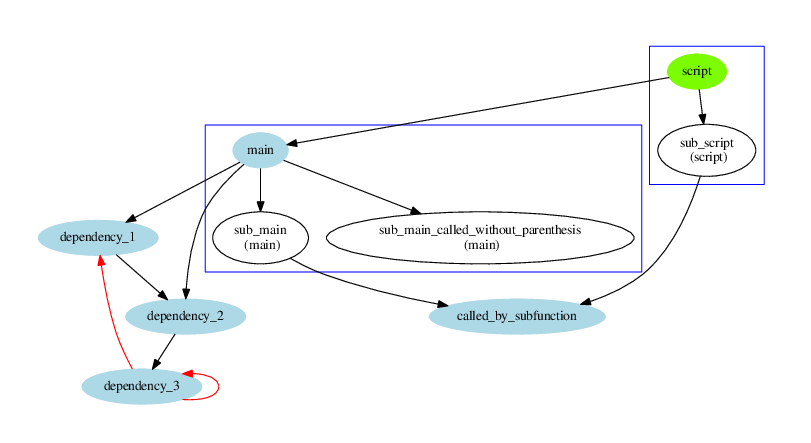 script
sub_script
(script)
main
sub_main
(main)
sub_main_called_without_parenthesis
(main)
dependency_1
dependency_2
called_by_subfunction
dependency_3